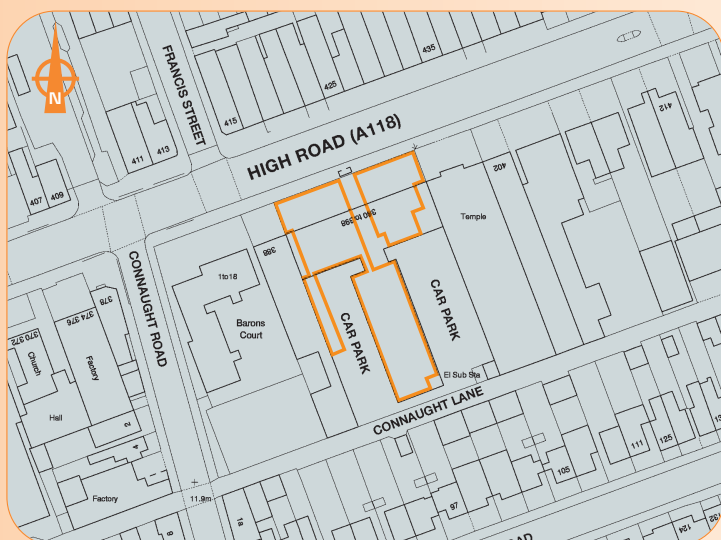 N
FRANCIS STREET
435
425
415
411
413
407
409
HIGH ROAD (A118)
412
402
Temple
390 to 398
388
1to18
Barons
Court
CONNAUGHT ROAD
378
374 376
370 372
Church
Factory
Hall
2
4
Factory
11.9m
CAR PARK
CAR PARK
El Sub Sta
CONNAUGHT LANE
111
125
105
97
1a
8
124
132